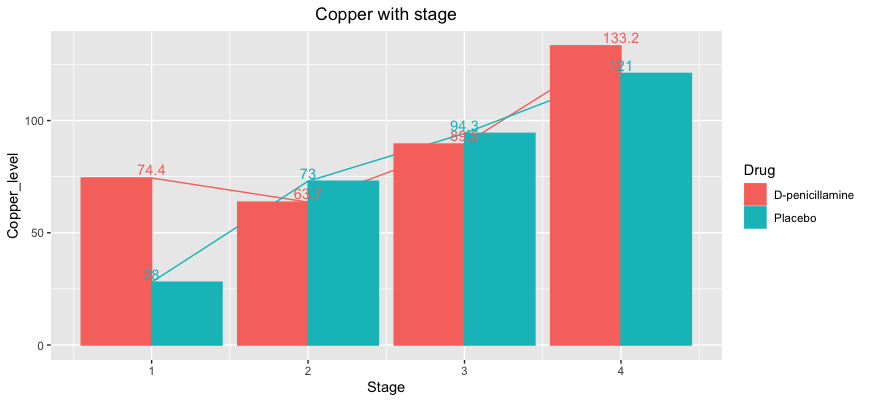 Copper with stage
133.2
121
94.3
74.4
73
63.7
28
100
50
0
Copper_level
1 2 3 4
Stage
Drug
D-penicillamine
Placebo